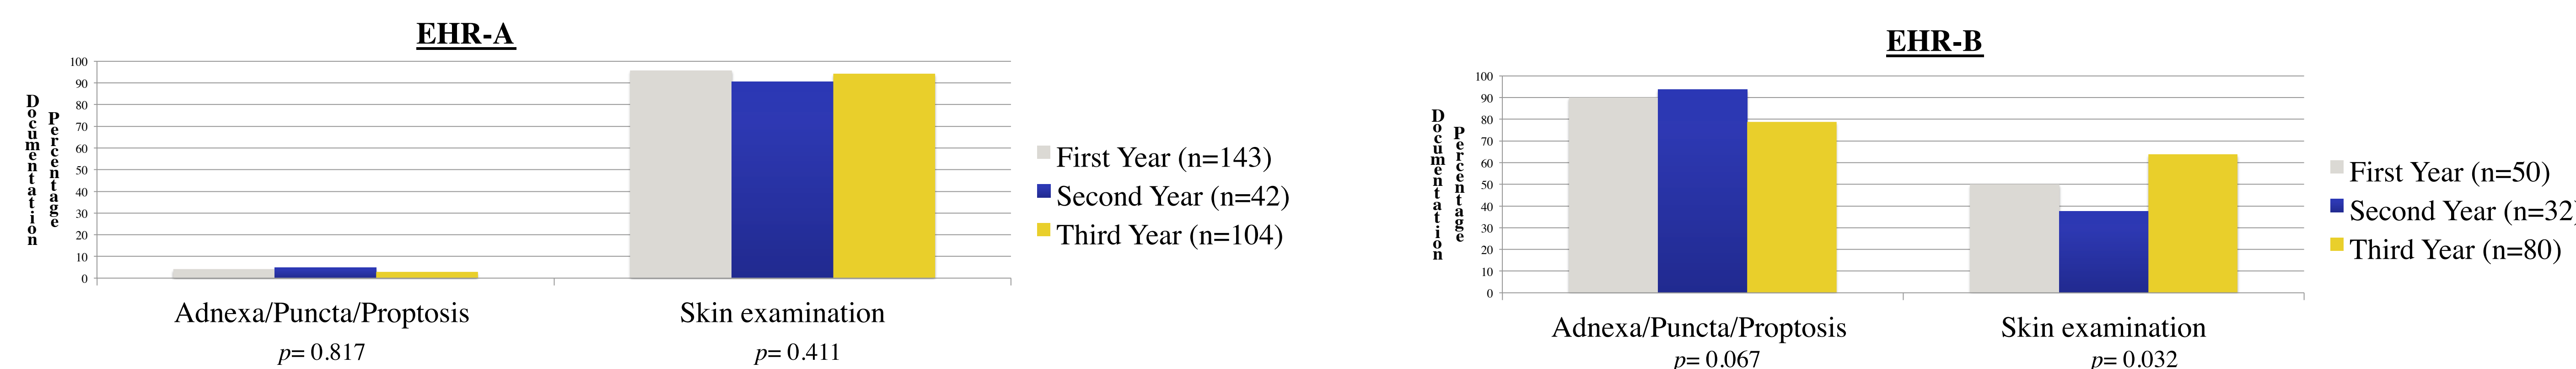 EHR-A
Documentation
Percentage
100
90
80
70
60
50
40
30
20
10
0
Adnexa/Puncta/Proptosis
Skin examination
p= 0.817
p= 0.411
First Year (n=143)
Second Year (n=42)
Third Year (n=104)
EHR-B
Documentation
Percentage
100
90
80
70
60
50
40
30
20
10
0
Adnexa/Puncta/Proptosis
Skin examination
p= 0.067
p= 0.032
First Year (n=50)
Second Year (n=32)
Third Year (n=80)